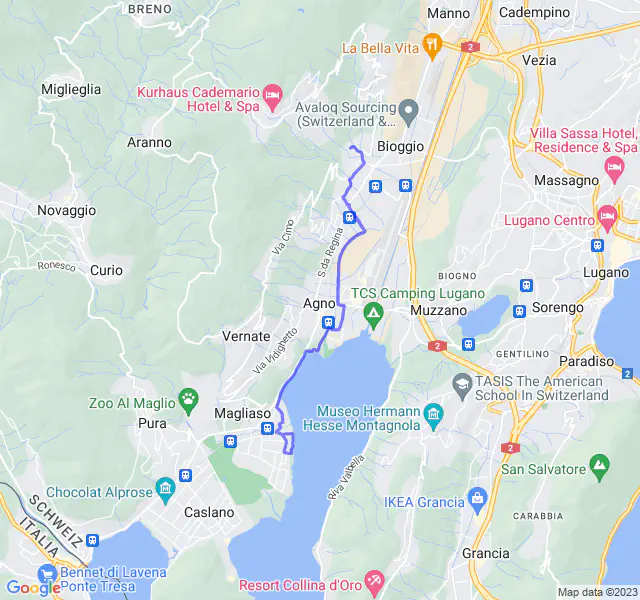 BRENO
Manno
Cadempino
La Bella Vita
2
Vezia
Miglieglia
Kurhaus Cademario
Hotel & Spa
Avaloq Sourcing
(Switzerland &...
Villa Sassa Hotel,
Residence & Spa
Aranno
Bioggio
Massagno
Novaggio
Lugano Centro
Via Cimo
S da Regina
Ronesco
Curio
BIOGNO
Lugano
TCS Camping Lugano
Agno
Muzzano
Sorengo
Vernate
Via Vidighetto
2
GENTILINO
Paradiso
Zoo Al Maglio
TASIS The American
School In Switzerland
Magliaso
Museo Hermann
Hesse Montagnola
Pura
2
San Salvatore
Riva Valbella
Chocolat Alprose
IKEA Grancia
SCHWEIZ
ITALIA
Caslano
CARABBIA
Grancia
Bennet di Lavena
Ponte Tresa
Resort Collina d'Oro
Google
Map data ©2023